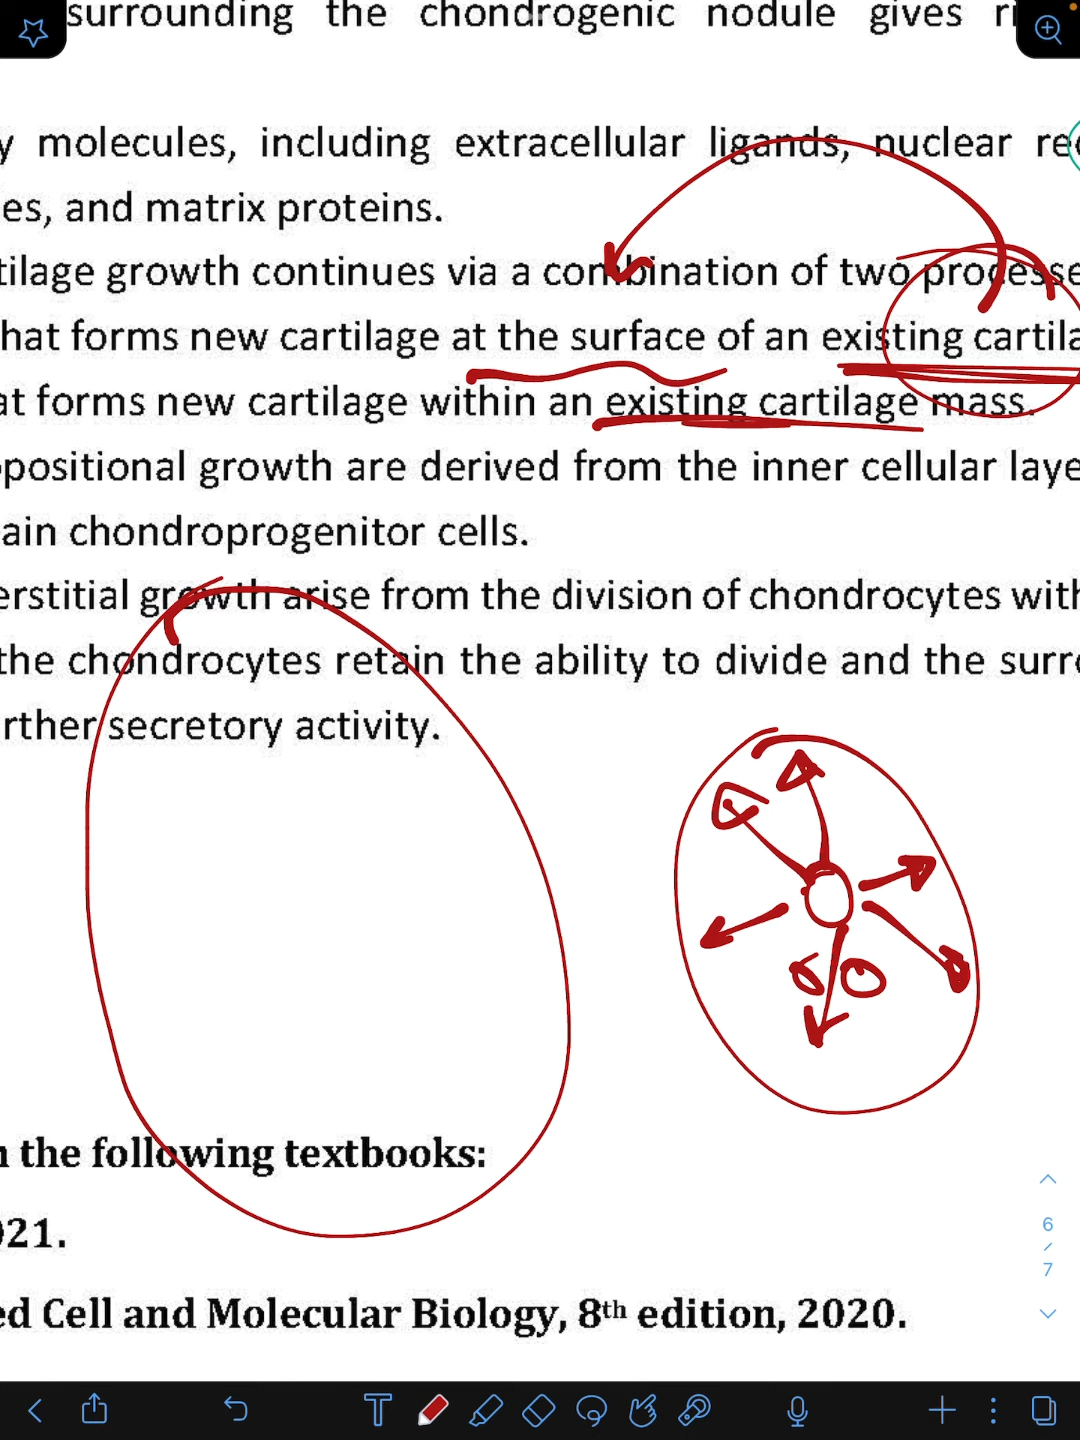 surrounding the chondrogenic nodule gives
molecules, including extracellular ligands, nuclear
es, and matrix proteins.
tilage growth continues via a combination of two processe
hat forms new cartilage at the surface of an existing cartila
at forms new cartilage within an existing cartilage mass.
positional growth are derived from the inner cellular laye
ain chondroprogenitor cells.
erstitial growth arise from the division of chondrocytes with
the chondrocytes retain the ability to divide and the surr
rther secretory activity.
n the following textbooks:
021.
ed Cell and Molecular Biology, 8th edition, 2020.
6
/
7
T